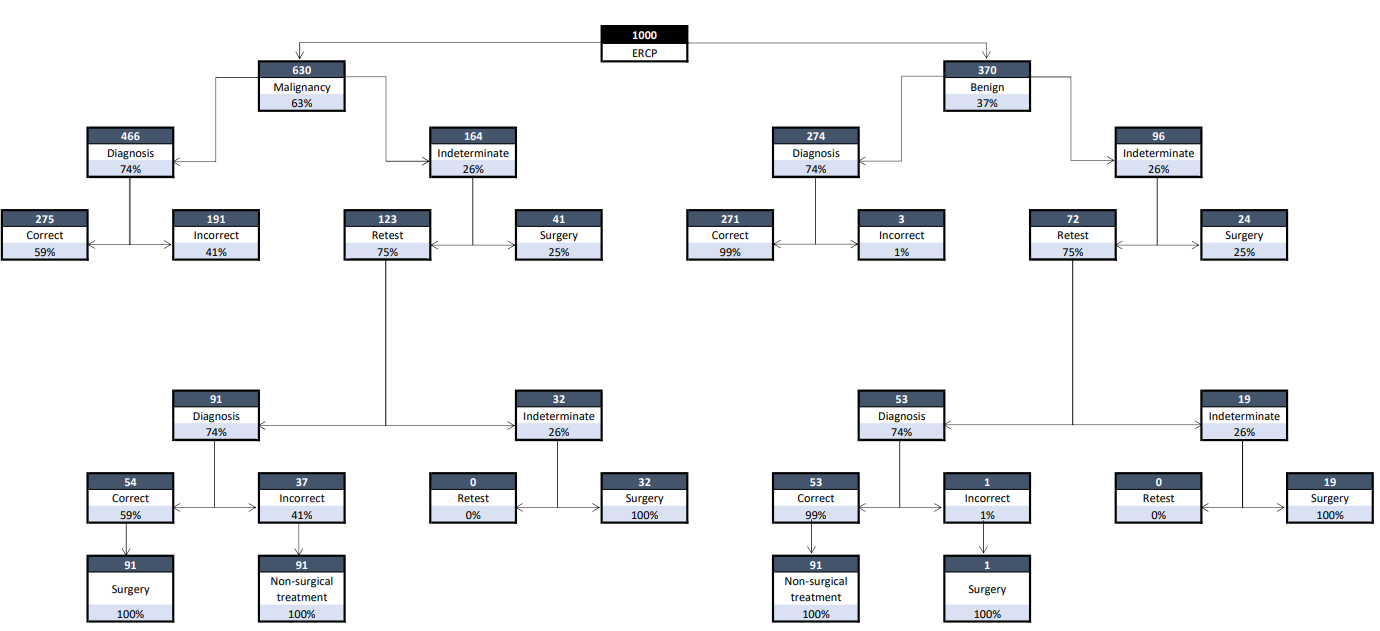 1000
ERCP
630
Malignancy
63%
370
Benign
37%
466
Diagnosis
74%
164
Indeterminate
26%
274
Diagnosis
74%
96
Indeterminate
26%
275
Correct
59%
191
Incorrect
41%
123
Retest
75%
41
Surgery
25%
271
Correct
99%
3
Incorrect
1%
72
Retest
75%
24
Surgery
25%
91
Diagnosis
74%
32
Indeterminate
26%
53
Diagnosis
74%
19
Indeterminate
26%
54
Correct
59%
37
Incorrect
41%
0
Retest
0%
32
Surgery
100%
53
Correct
99%
1
Incorrect
1%
0
Retest
0%
19
Surgery
100%
91
Surgery
100%
91
Non-surgical
treatment
100%
91
Non-surgical
treatment
100%
1
Surgery
100%